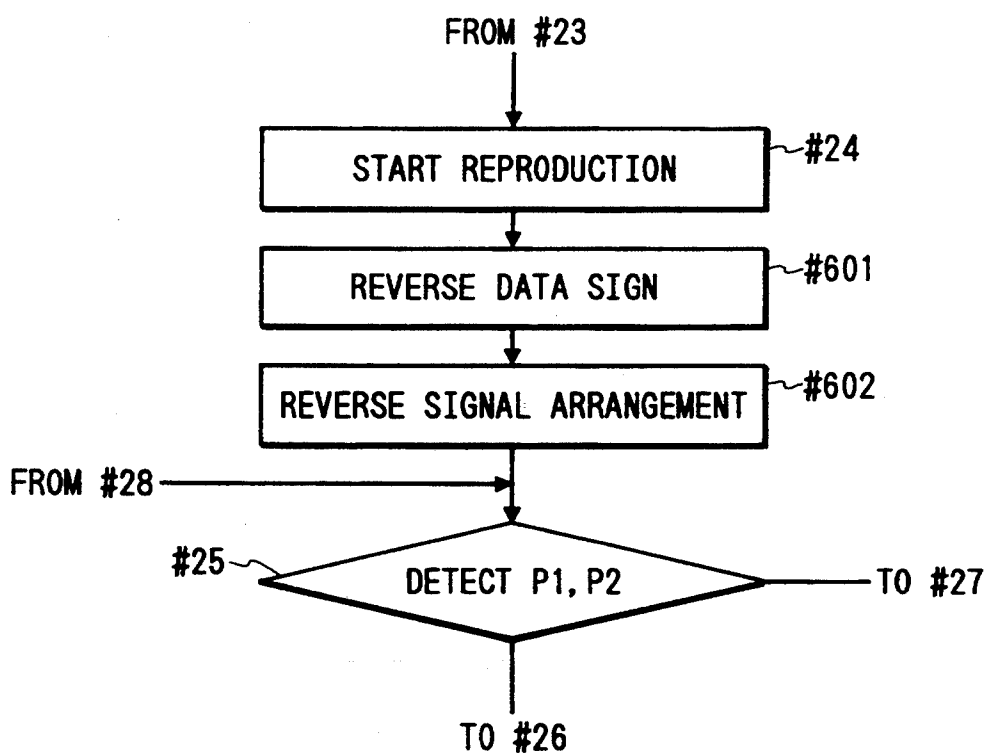 FROM #23
START REPRODUCTION
#24
REVERSE DATA SIGN
#601
REVERSE SIGNAL ARRANGEMENT
#602
FROM #28
#25
DETECT P1, P2
TO #27
TO #26